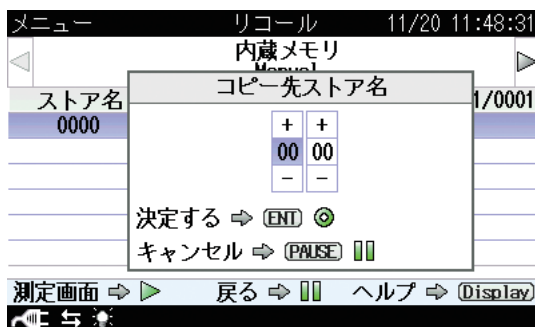 メニュー リコール 11/20 11:48:31
内蔵メモリ
Manual
コピー先ストア名
ストア名 1/0001
0000
+ +
00 00
− −
決定する ⇨ ENT
キャンセル ⇨ PAUSE
測定画面 ⇨ 戻る ⇨ ヘルプ ⇨ Display